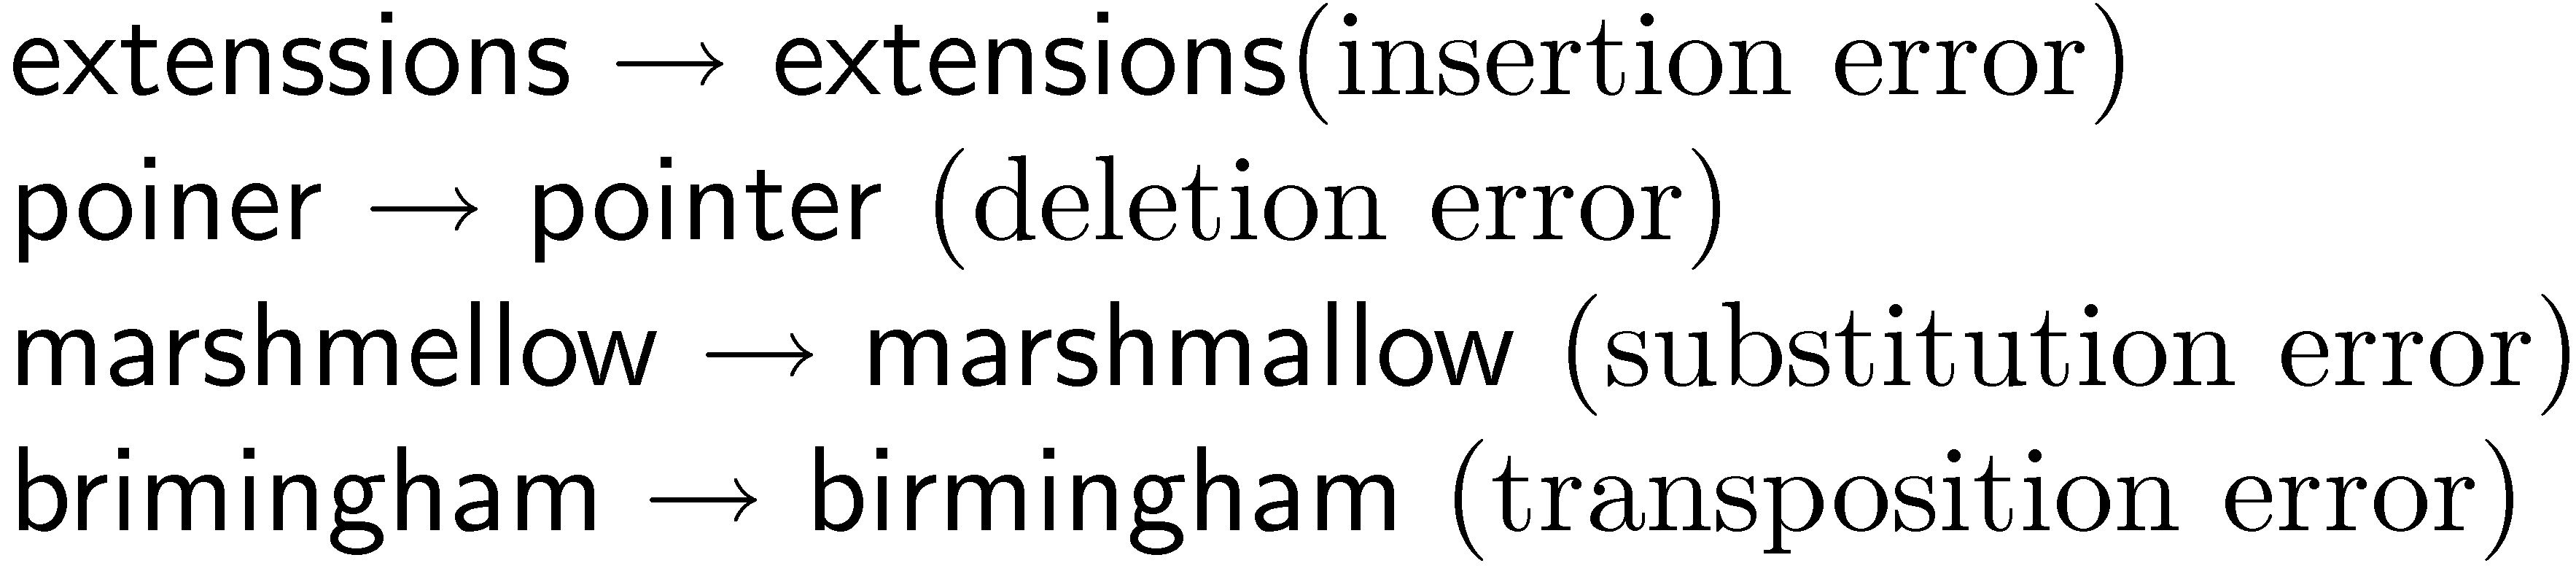 extenssions → extensions(insertion error)
poiner → pointer (deletion error)
marshmellow → marshmallow (substitution error)
brimingham → birmingham (transposition error)